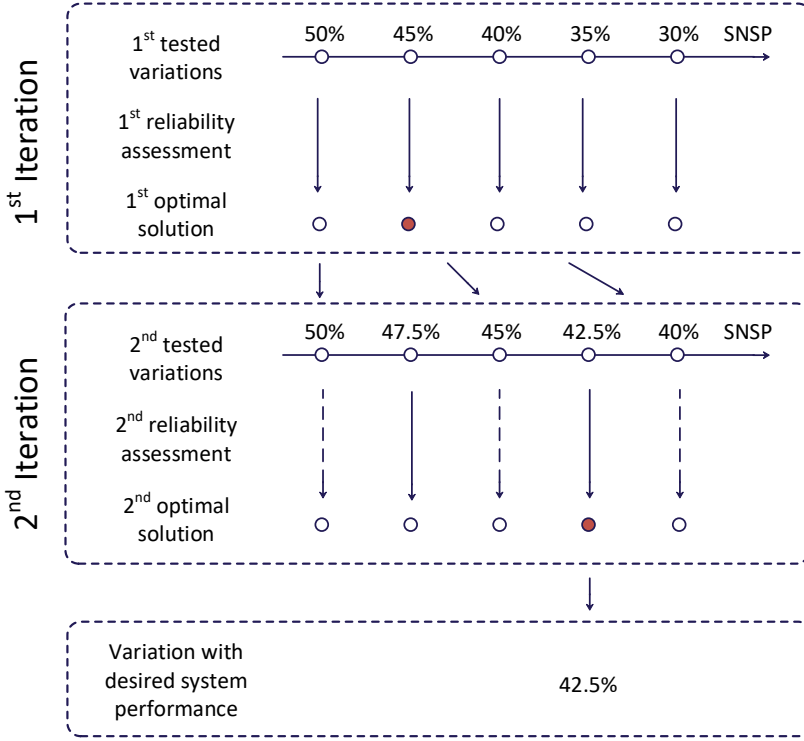 1st Iteration
1st tested
variations
50% 45% 40% 35% 30% SNSP
1st reliability
assessment
1st optimal
solution
2nd Iteration
2nd tested
variations
50% 47.5% 45% 42.5% 40% SNSP
2nd reliability
assessment
2nd optimal
solution
Variation with
desired system
performance
42.5%